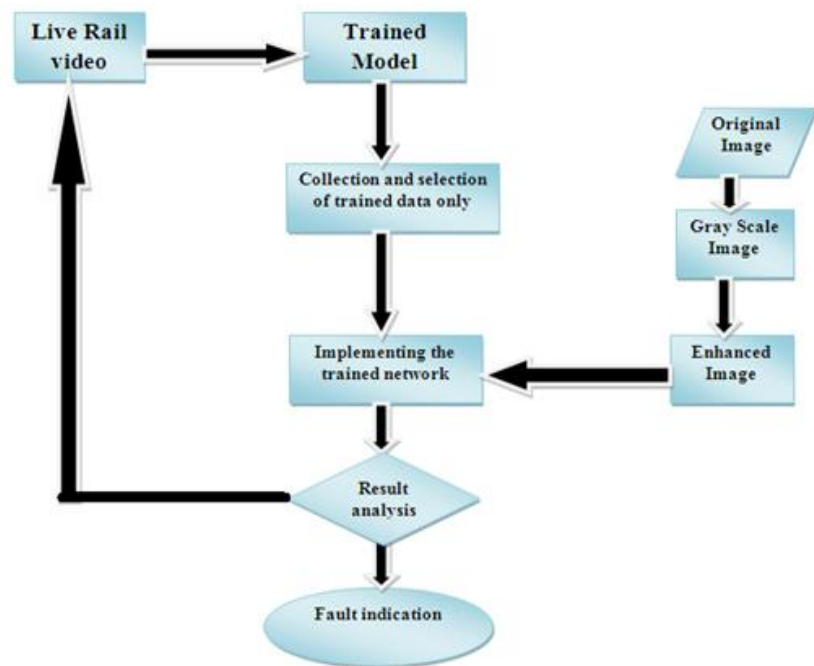 Live Rail
video
Trained
Model
Original
Image
Collection and selection
of trained data only
Gray Scale
Image
Implementing the
trained network
Enhanced
Image
Result
analysis
Fault indication